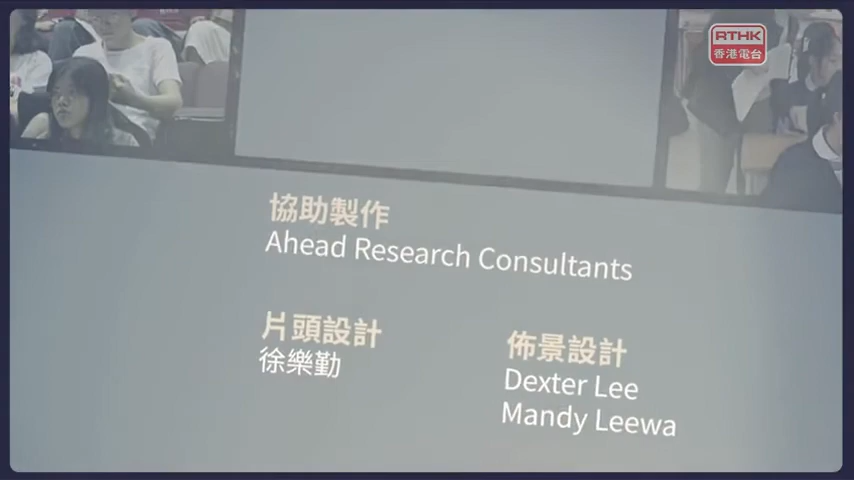 RTHK
香港電台
協助製作
Ahead Research Consultants
片頭設計
徐樂勤
佈景設計
Dexter Lee
Mandy Leewa